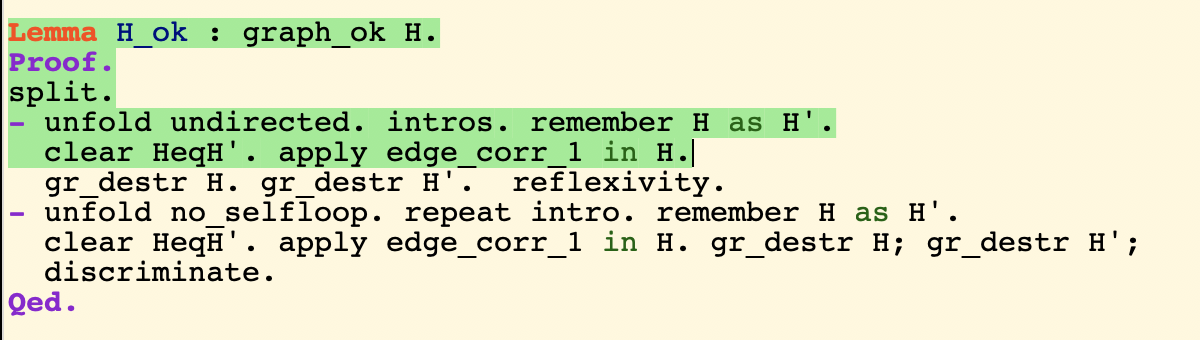 Lemma H_ok : graph_ok H.
Proof.
split.
- unfold undirected. intros. remember H as H'.
  clear HeqH'. apply edge_corr_1 in H.
  gr_destr H. gr_destr H'.  reflexivity.
- unfold no_selfloop. repeat intro. remember H as H'.
  clear HeqH'. apply edge_corr_1 in H. gr_destr H; gr_destr H';
  discriminate.
Qed.